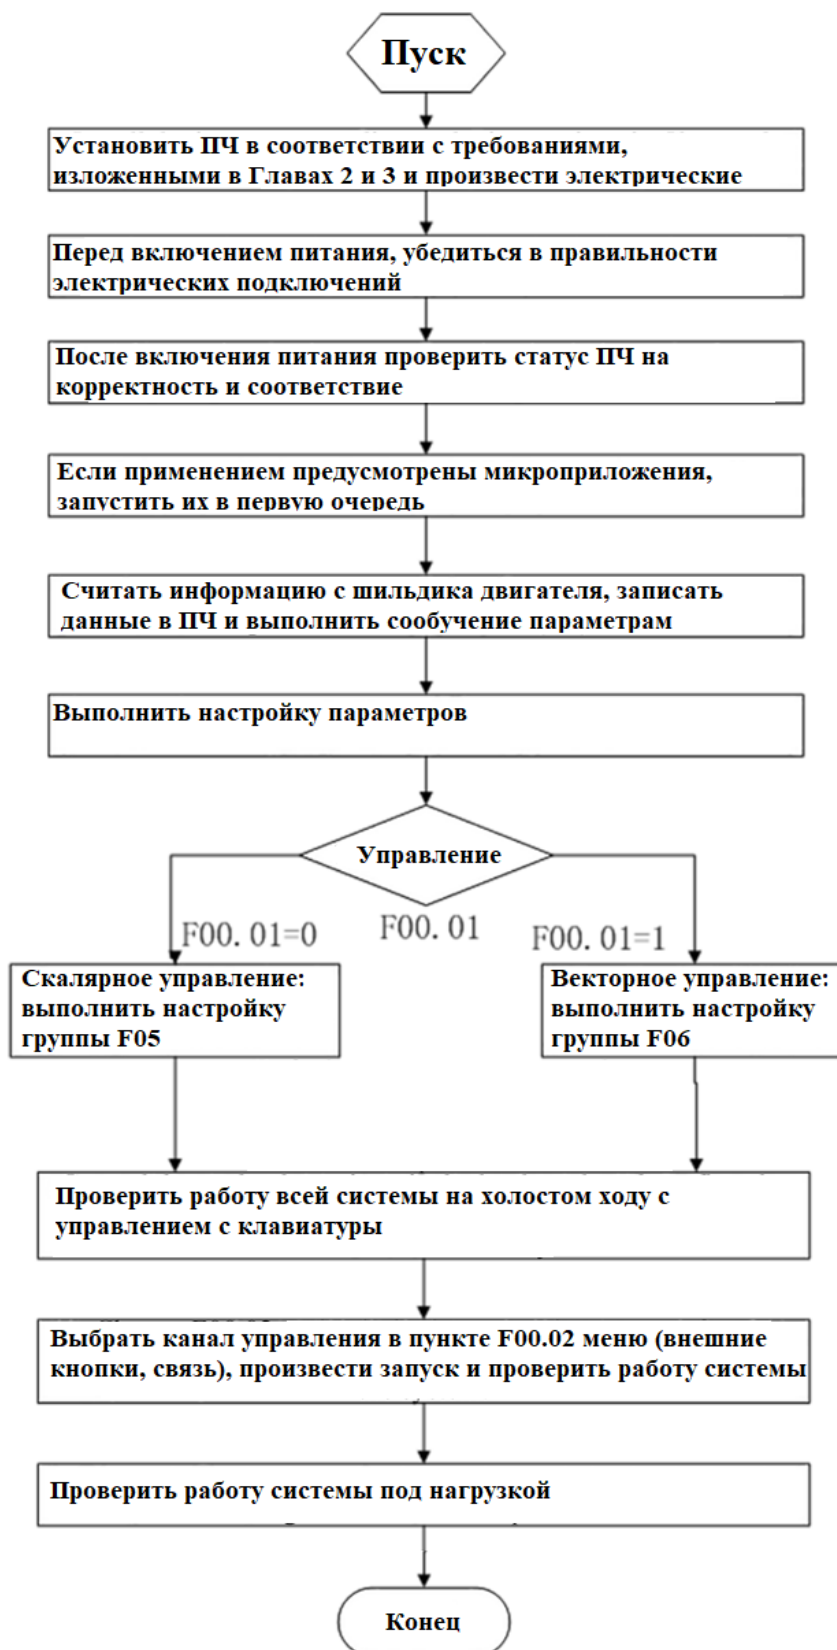 Пуск
Установить ПЧ в соответствии с требованиями,
изложенными в Главах 2 и 3 и произвести электрические
Перед включением питания, убедиться в правильности
электрических подключений
После включения питания проверить статус ПЧ на
корректность и соответствие
Если применением предусмотрены микроприложения,
запустить их в первую очередь
Считать информацию с шильдика двигателя, записать
данные в ПЧ и выполнить сообучение параметрам
Выполнить настройку параметров
Управление
F00.01=0
F00.01
F00.01=1
Скалярное управление:
выполнить настройку
группы F05
Векторное управление:
выполнить настройку
группы F06
Проверить работу всей системы на холостом ходу с
управлением с клавиатуры
Выбрать канал управления в пункте F00.02 меню (внешние
кнопки, связь), произвести запуск и проверить работу системы
Проверить работу системы под нагрузкой
Конец